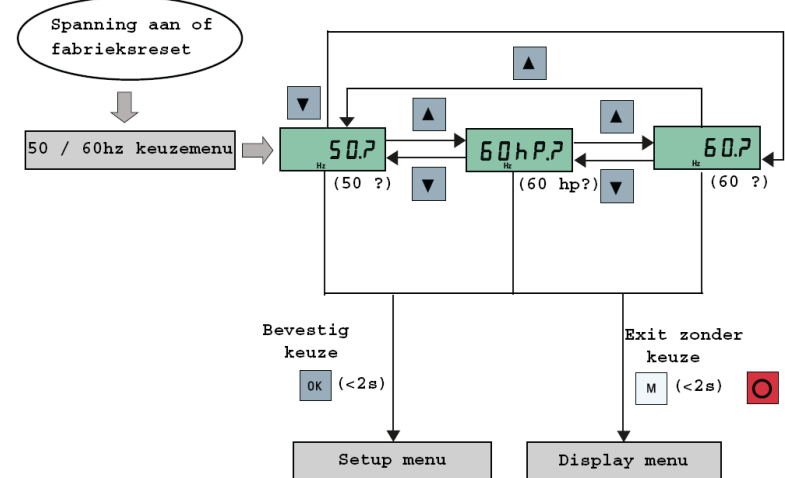 Spanning aan of
fabrieksreset
50 / 60hz keuzemenu
50.?
Hz
(50 ?)
60hP.?
Hz
(60 hp?)
60.?
Hz
(60 ?)
Bevestig
keuze
OK (<2s)
Exit zonder
keuze
M (<2s)
Setup menu
Display menu